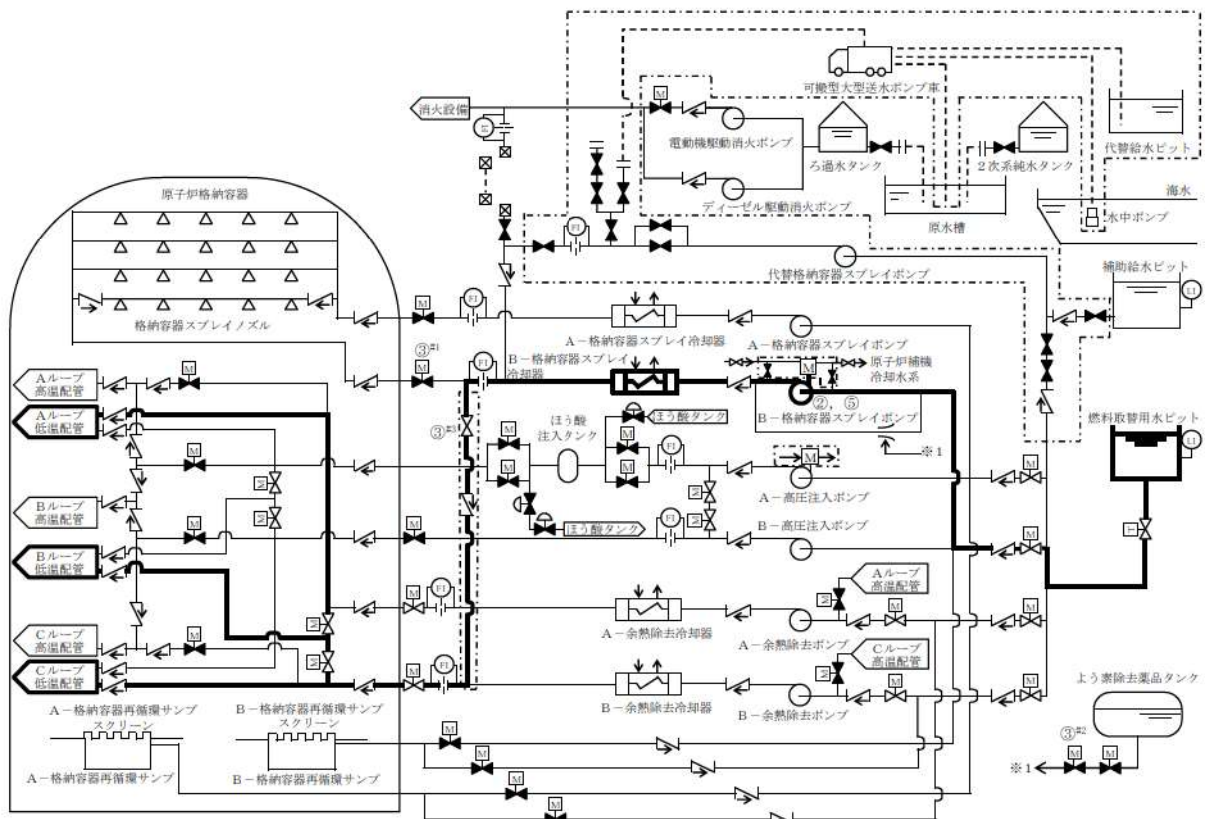 消火設備
FI
M
電動機駆動消火ポンプ
ディーゼル駆動消火ポンプ
可搬型大型送水ポンプ車
ろ過水タンク
2次系純水タンク
代替給水ピット
海水
原水槽
水中ポンプ
FI
代替格納容器スプレイポンプ
補助給水ピット
LI
原子炉格納容器
格納容器スプレイノズル
M
FI
A-格納容器スプレイ冷却器
A-格納容器スプレイポンプ
③#1
M
FI
B-格納容器スプレイ
冷却器
M
原子炉補機
冷却水系
②，⑤
B-格納容器スプレイポンプ
※1
燃料取替用水ピット
LI
T
③#3
ほう酸
注入タンク
ほう酸タンク
M
M
M
M
FI
M
A-高圧注入ポンプ
M
M
M
ほう酸タンク
FI
B-高圧注入ポンプ
M
Aループ
高温配管
M
Aループ
低温配管
M
M
M
Bループ
高温配管
M
M
Bループ
低温配管
M
FI
A-余熱除去冷却器
A-余熱除去ポンプ
M
Aループ
高温配管
M
M
Cループ
高温配管
M
M
M
Cループ
低温配管
M
FI
B-余熱除去冷却器
B-余熱除去ポンプ
M
Cループ
高温配管
M
M
よう素除去薬品タンク
③#2
M
M
※1
A-格納容器再循環サンプ
スクリーン
B-格納容器再循環サンプ
スクリーン
A-格納容器再循環サンプ
B-格納容器再循環サンプ
M
M
M
M